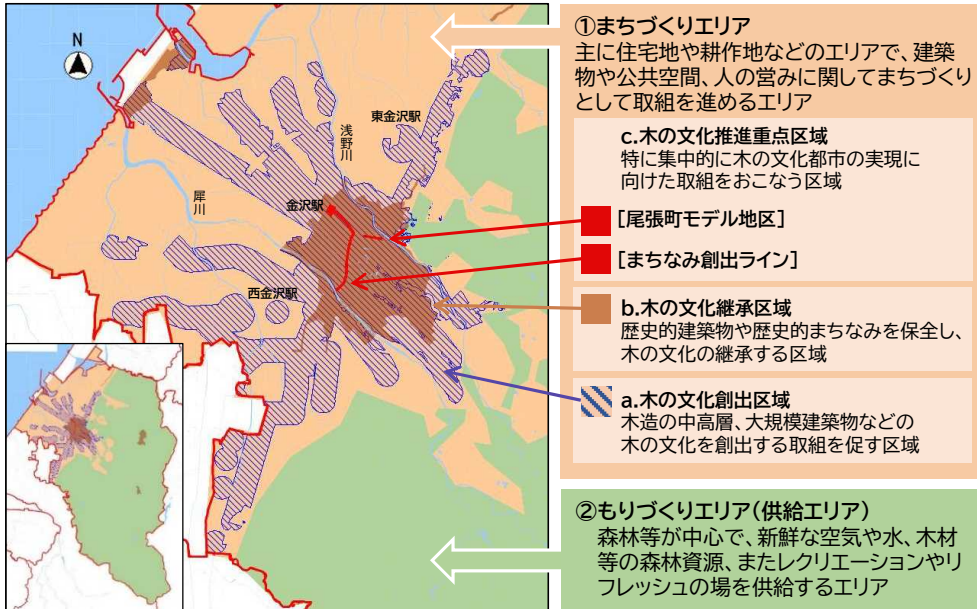 N
東金沢駅
浅野川
犀川
金沢駅
西金沢駅
①まちづくりエリア
主に住宅地や耕作地などのエリアで、建築
物や公共空間、人の営みに関してまちづくり
として取組を進めるエリア
c.木の文化推進重点区域
特に集中的に木の文化都市の実現に
向けた取組をおこなう区域
[尾張町モデル地区]
[まちなみ創出ライン]
b.木の文化継承区域
歴史的建築物や歴史的まちなみを保全し、
木の文化の継承する区域
a.木の文化創出区域
木造の中高層、大規模建築物などの
木の文化を創出する取組を促す区域
②もりづくりエリア(供給エリア)
森林等が中心で、新鮮な空気や水、木材
等の森林資源、またレクリエーションやリ
フレッシュの場を供給するエリア